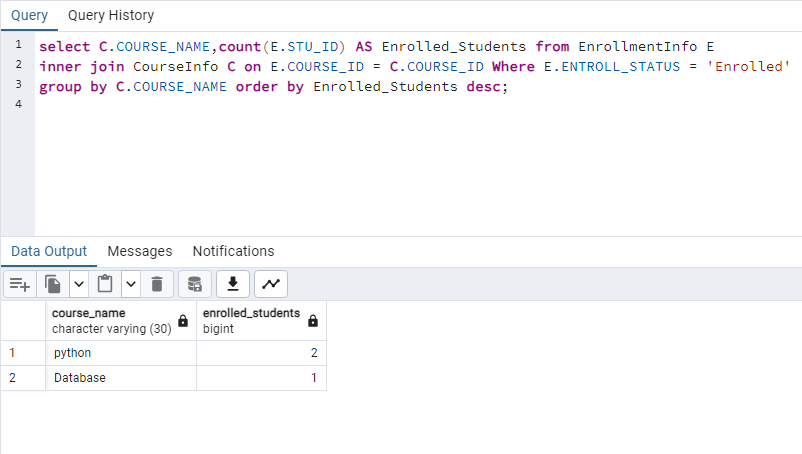 Query Query History
1 select C.COURSE_NAME,count(E.STU_ID) AS Enrolled_Students from EnrollmentInfo E
2 inner join CourseInfo C on E.COURSE_ID = C.COURSE_ID Where E.ENTROLL_STATUS = 'Enrolled'
3 group by C.COURSE_NAME order by Enrolled_Students desc;
4
Data Output Messages Notifications
course_name enrolled_students
character varying (30) bigint
1 python 2
2 Database 1